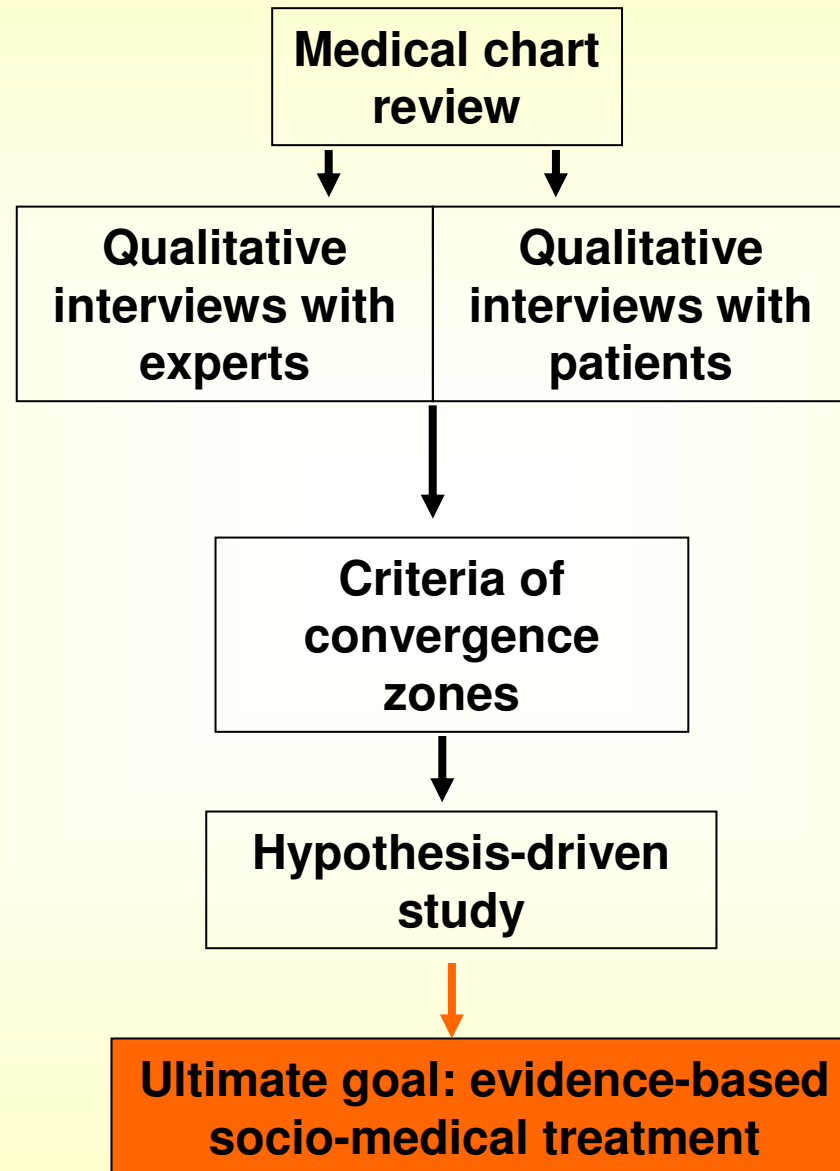 Medical chart
review
Qualitative
interviews with
experts
Qualitative
interviews with
patients
Criteria of
convergence
zones
Hypothesis-driven
study
Ultimate goal: evidence-based
socio-medical treatment